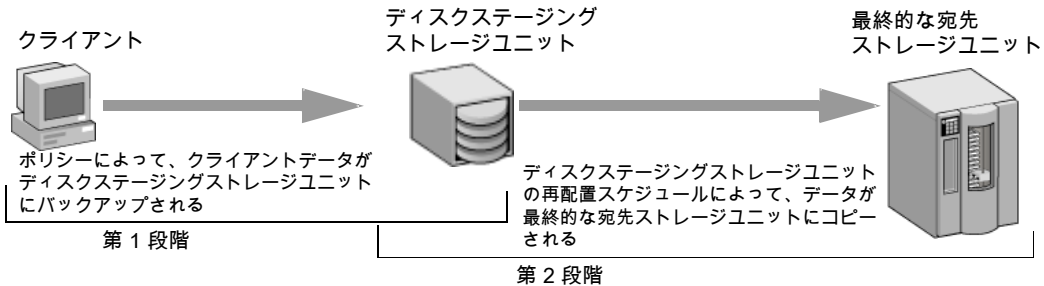 クライアント
ディスクステージング
ストレージユニット
最終的な宛先
ストレージユニット
ポリシーによって、クライアントデータが
ディスクステージングストレージユニット
にバックアップされる
ディスクステージングストレージユニット
の再配置スケジュールによって、データが
最終的な宛先ストレージユニットにコピー
される
第 1 段階
第 2 段階